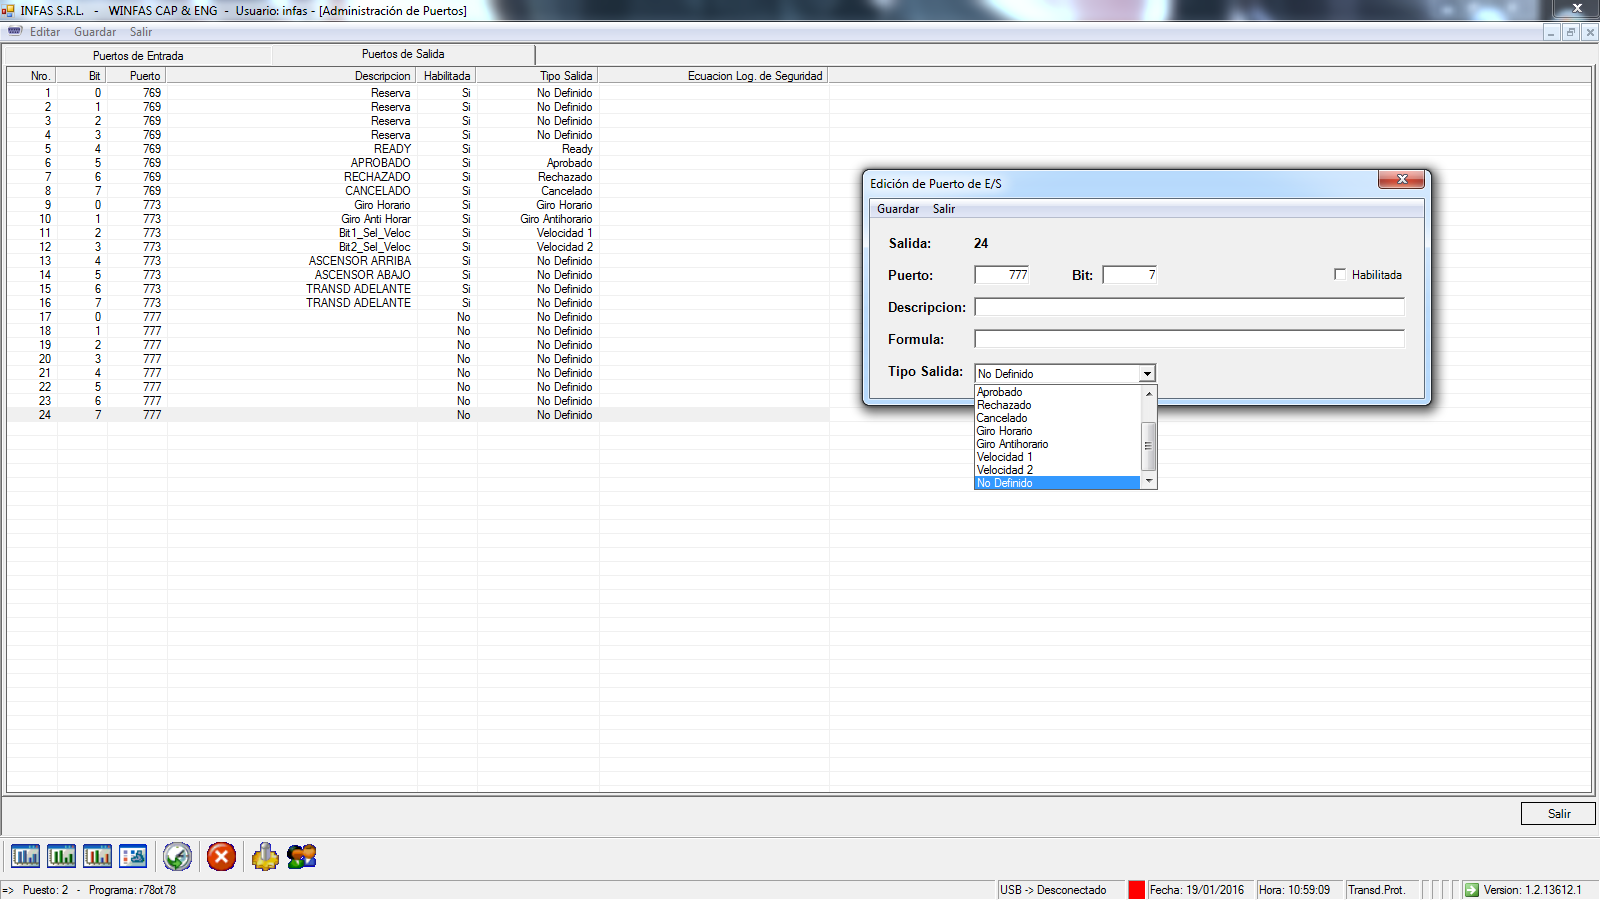 INFAS S.R.L. - WINFAS CAP & ENG - Usuario: infas - [Administración de Puertos]
Editar Guardar Salir
Puertos de Entrada Puertos de Salida
Nro. Bit Puerto Descripcion Habilitada Tipo Salida Ecuacion Log. de Seguridad
1 0 769 Reserva Si No Definido
2 1 769 Reserva Si No Definido
3 2 769 Reserva Si No Definido
4 3 769 Reserva Si No Definido
5 4 769 READY Si Ready
6 5 769 APROBADO Si Aprobado
7 6 769 RECHAZADO Si Rechazado
8 7 769 CANCELADO Si Cancelado
9 0 773 Giro Horario Si Giro Horario
10 1 773 Giro Anti Horar Si Giro Antihorario
11 2 773 Bit1_Sel_Veloc Si Velocidad 1
12 3 773 Bit2_Sel_Veloc Si Velocidad 2
13 4 773 ASCENSOR ARRIBA Si No Definido
14 5 773 ASCENSOR ABAJO Si No Definido
15 6 773 TRANSD ADELANTE Si No Definido
16 7 773 TRANSD ADELANTE Si No Definido
17 0 777 No No Definido
18 1 777 No No Definido
19 2 777 No No Definido
20 3 777 No No Definido
21 4 777 No No Definido
22 5 777 No No Definido
23 6 777 No No Definido
24 7 777 No No Definido
Edición de Puerto de E/S
Guardar Salir
Salida: 24
Puerto: 777 Bit: 7 Habilitada
Descripcion:
Formula:
Tipo Salida: No Definido
Aprobado
Rechazado
Cancelado
Giro Horario
Giro Antihorario
Velocidad 1
Velocidad 2
No Definido
Salir
=> Puesto: 2 - Programa: r78ot78 USB -> Desconectado Fecha: 19/01/2016 Hora: 10:59:09 Transd.Prot. Version: 1.2.13612.1